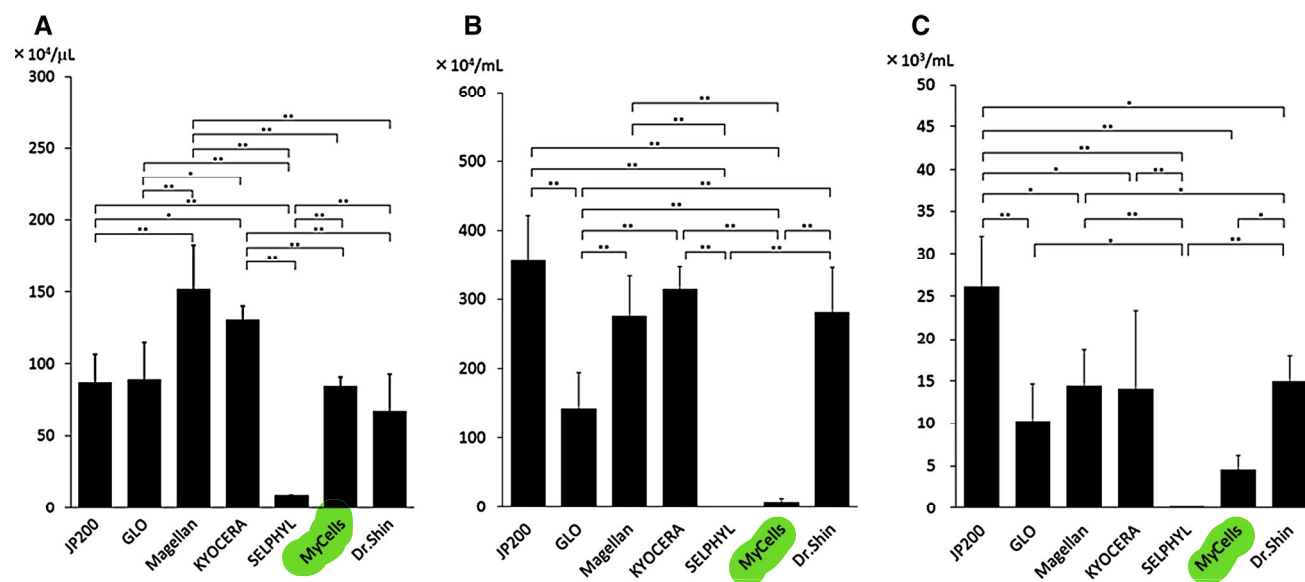 A
× 10⁴/μL
300
250
200
150
100
50
0
JP200
GLO
Magellan
KYOCERA
SELPHYL
MyCells
Dr.Shin
B
× 10⁴/mL
600
500
400
300
200
100
0
JP200
GLO
Magellan
KYOCERA
SELPHYL
MyCells
Dr.Shin
C
× 10³/mL
50
45
40
35
30
25
20
15
10
5
0
JP200
GLO
Magellan
KYOCERA
SELPHYL
MyCells
Dr.Shin